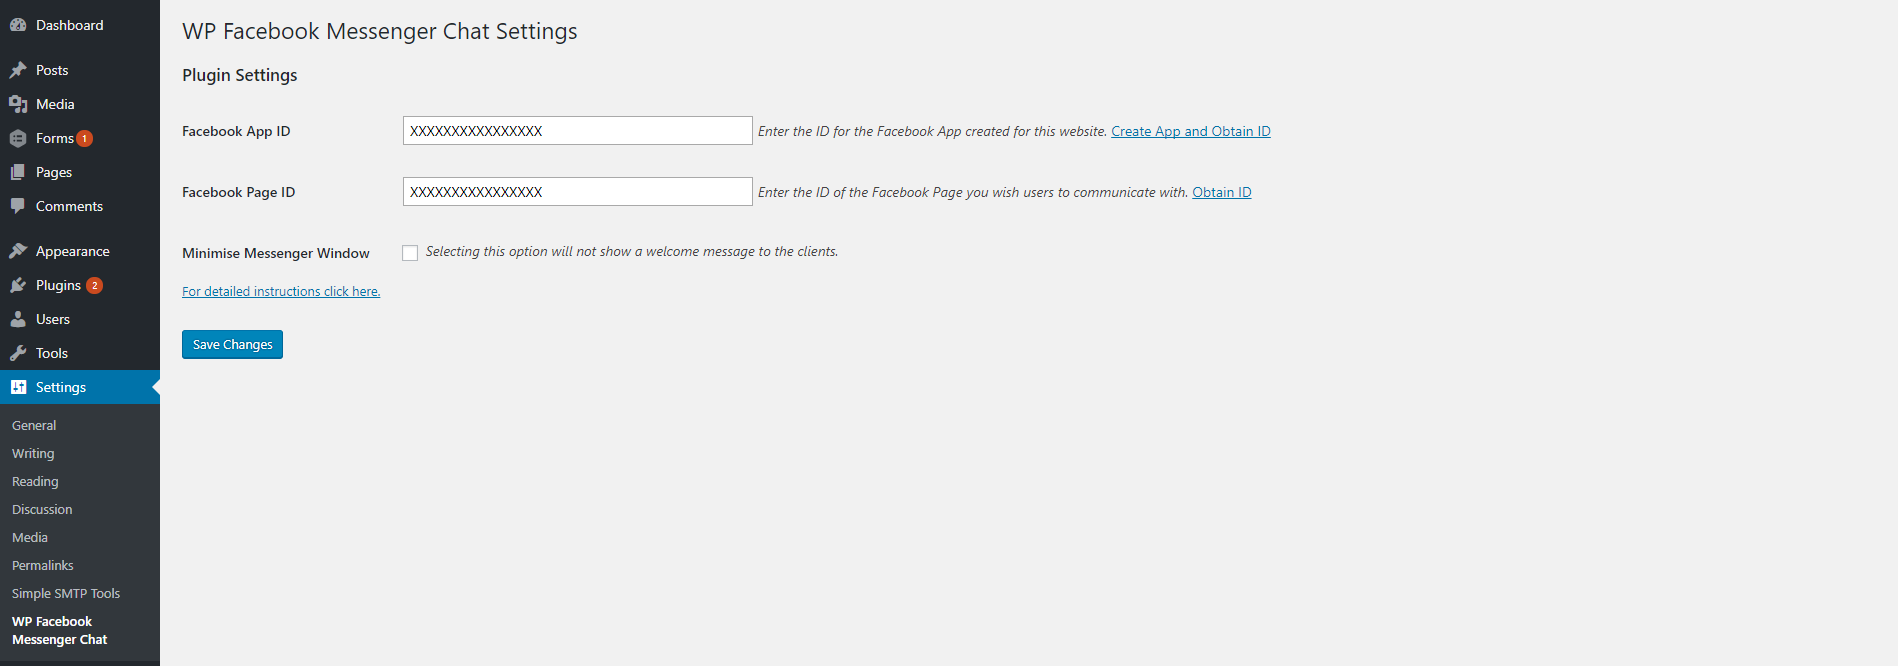 Dashboard
Posts
Media
Forms 1
Pages
Comments
Appearance
Plugins 2
Users
Tools
Settings
General
Writing
Reading
Discussion
Media
Permalinks
Simple SMTP Tools
WP Facebook
Messenger Chat
WP Facebook Messenger Chat Settings
Plugin Settings
Facebook App ID XXXXXXXXXXXXXXXX Enter the ID for the Facebook App created for this website. Create App and Obtain ID
Facebook Page ID XXXXXXXXXXXXXXXX Enter the ID of the Facebook Page you wish users to communicate with. Obtain ID
Minimise Messenger Window Selecting this option will not show a welcome message to the clients.
For detailed instructions click here.
Save Changes